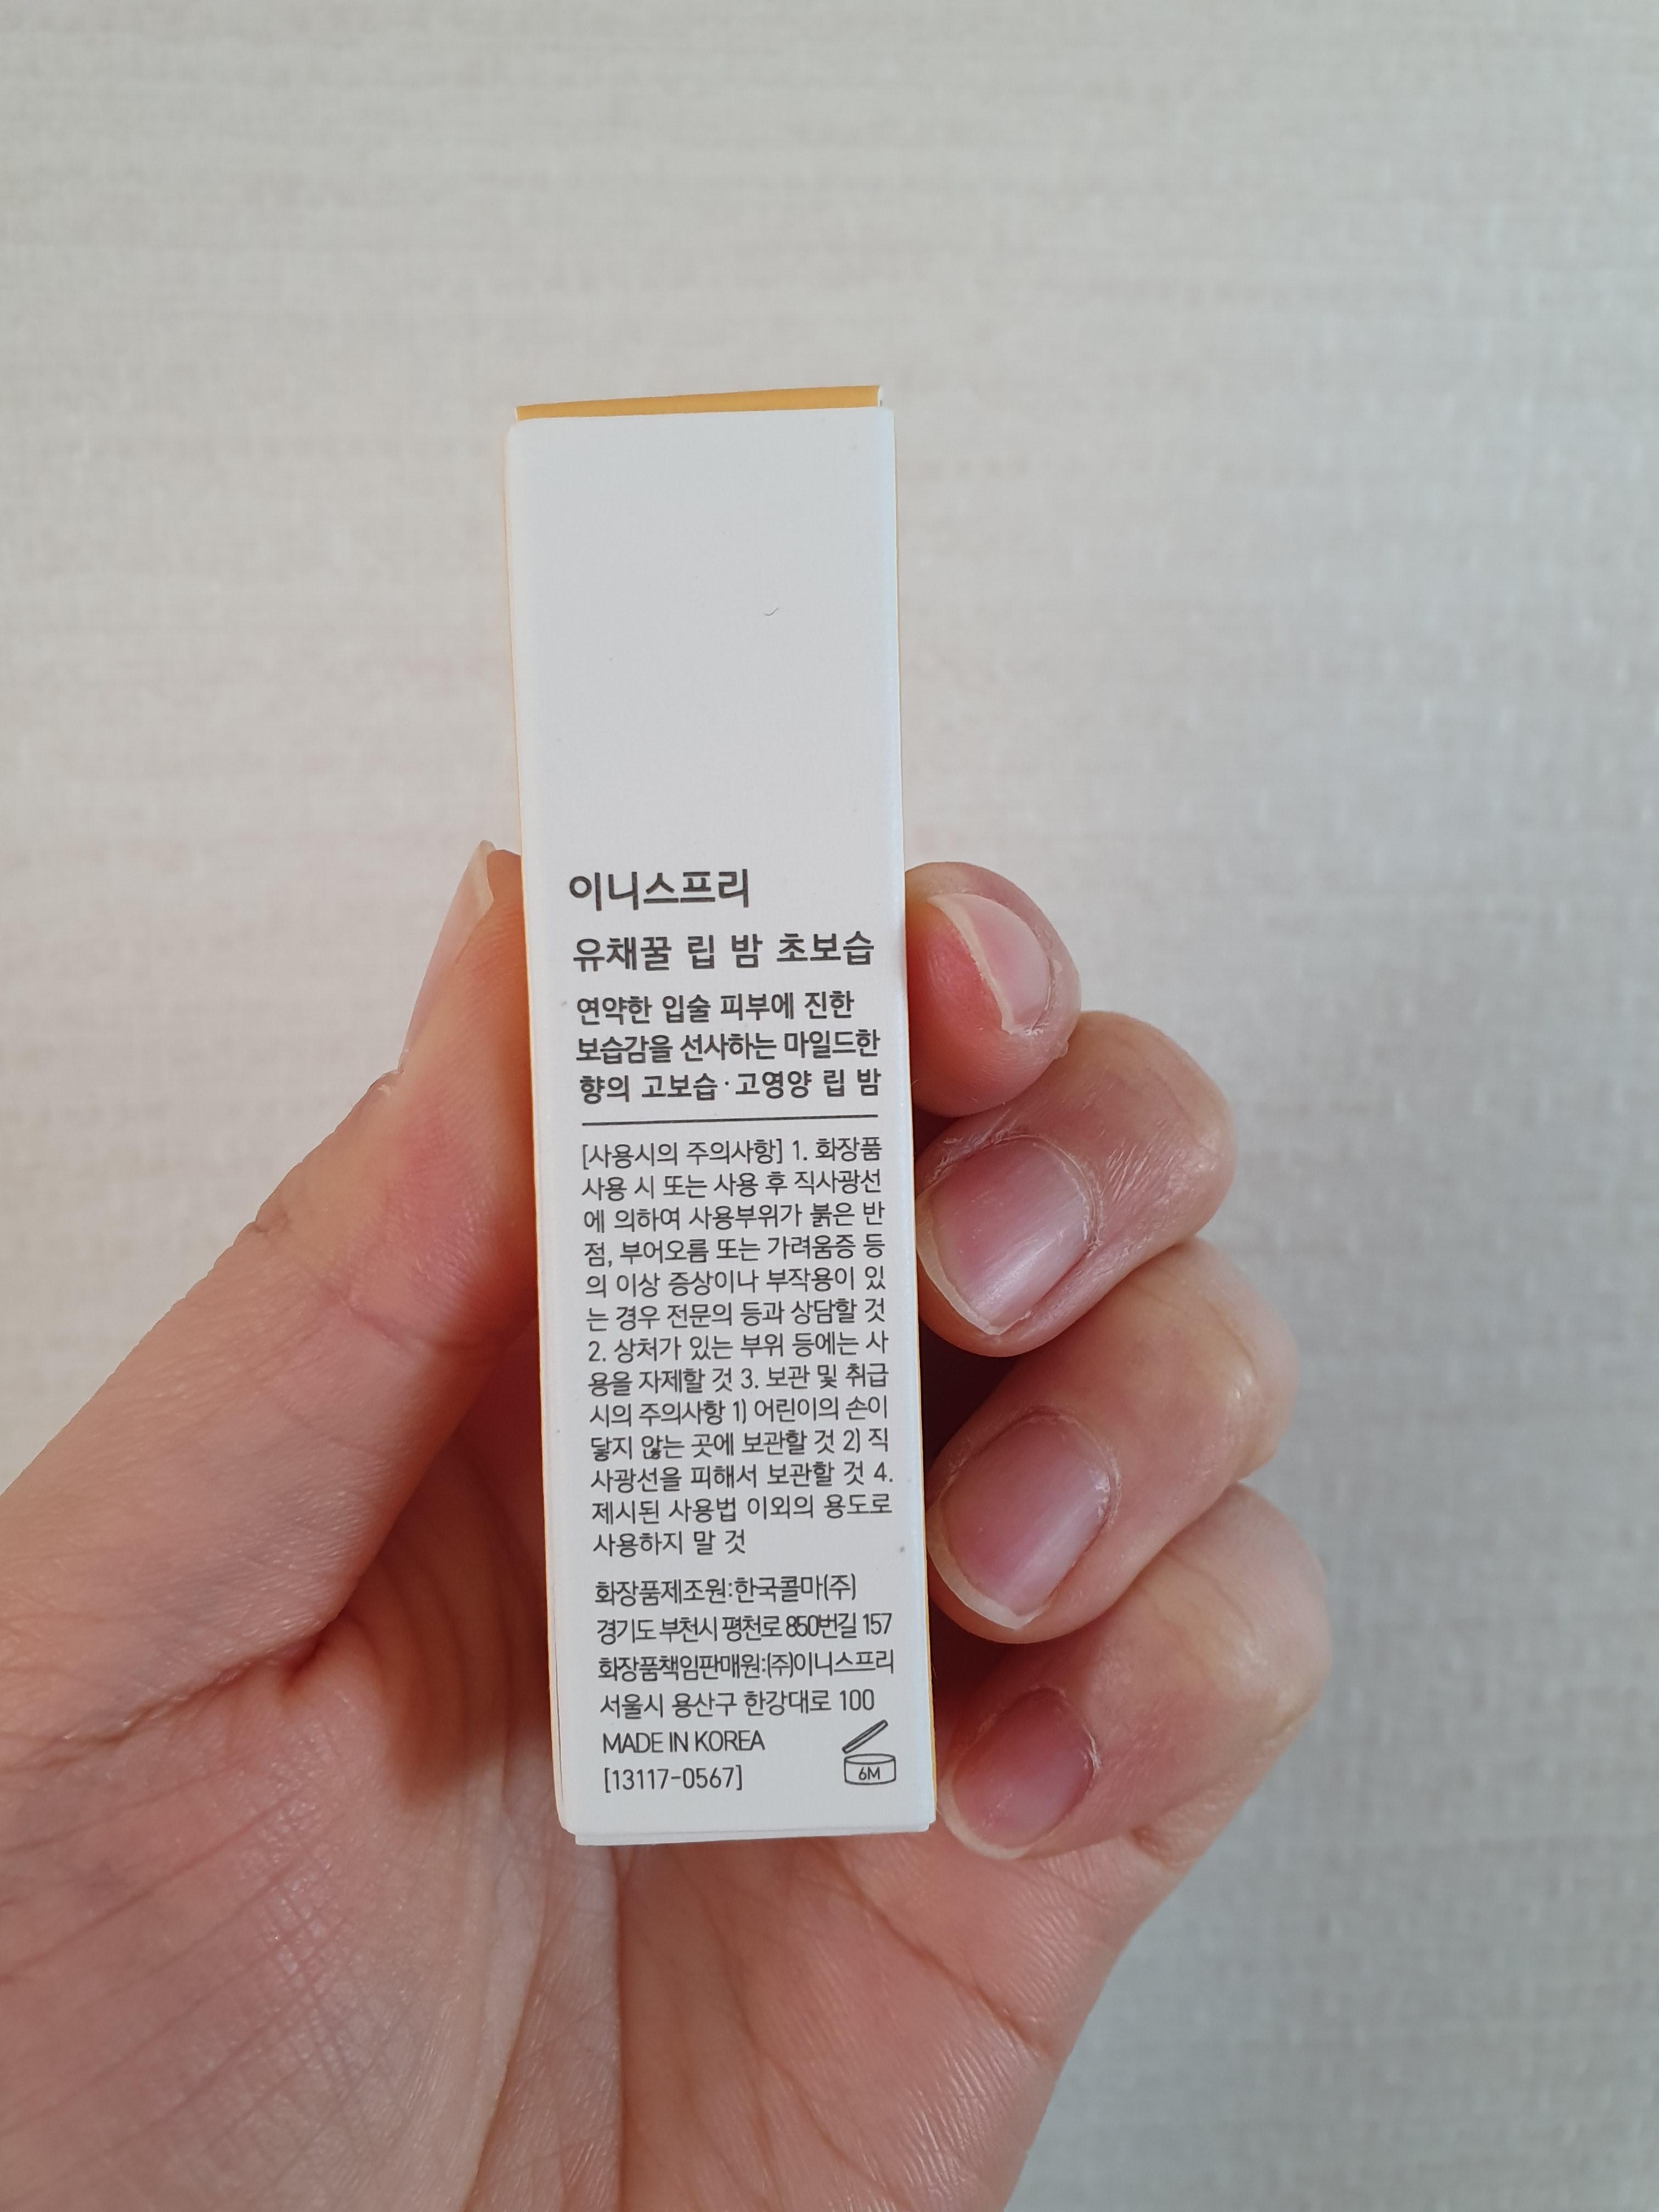 이니스프리
유채꿀 립 밤 초보습
연약한 입술 피부에 진한
보습감을 선사하는 마일드한
향의 고보습·고영양 립 밤
[사용시의 주의사항] 1. 화장품
사용 시 또는 사용 후 직사광선
에 의하여 사용부위가 붉은 반
점, 부어오름 또는 가려움증 등
의 이상 증상이나 부작용이 있
는 경우 전문의 등과 상담할 것
2. 상처가 있는 부위 등에는 사
용을 자제할 것 3. 보관 및 취급
시의 주의사항 1) 어린이의 손이
닿지 않는 곳에 보관할 것 2) 직
사광선을 피해서 보관할 것 4.
제시된 사용법 이외의 용도로
사용하지 말 것
화장품제조원:한국콜마(주)
경기도 부천시 평천로 850번길 157
화장품책임판매원:(주)이니스프리
서울시 용산구 한강대로 100
MADE IN KOREA
[13117-0567]
6M